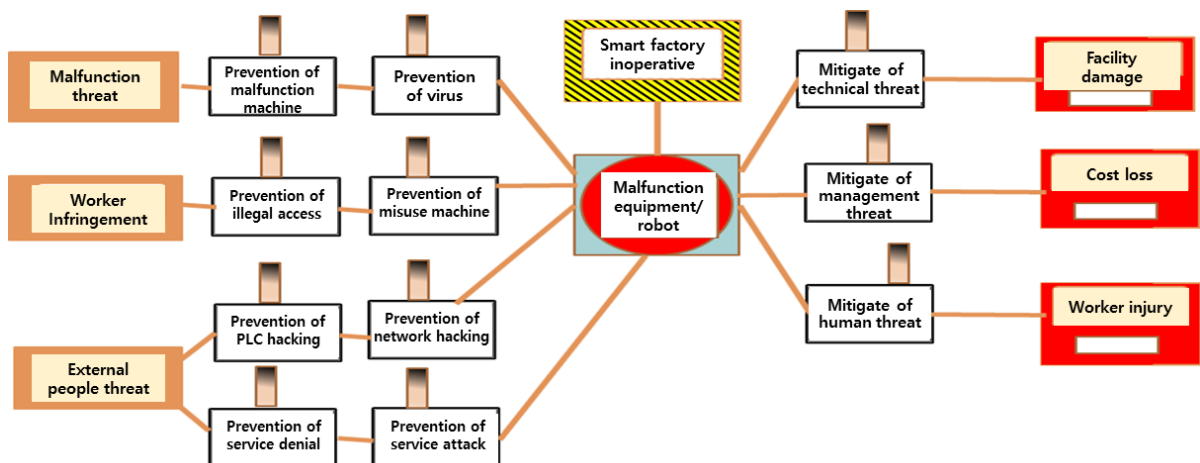 Malfunction
threat
Prevention of
malfunction
machine
Prevention
of virus
Smart factory
inoperative
Mitigate of
technical threat
Facility
damage
Worker
Infringement
Prevention of
illegal access
Prevention of
misuse machine
Malfunction
equipment/
robot
Mitigate of
management
threat
Cost loss
External
people threat
Prevention of
PLC hacking
Prevention of
network hacking
Mitigate of
human threat
Worker injury
Prevention of
service denial
Prevention of
service attack